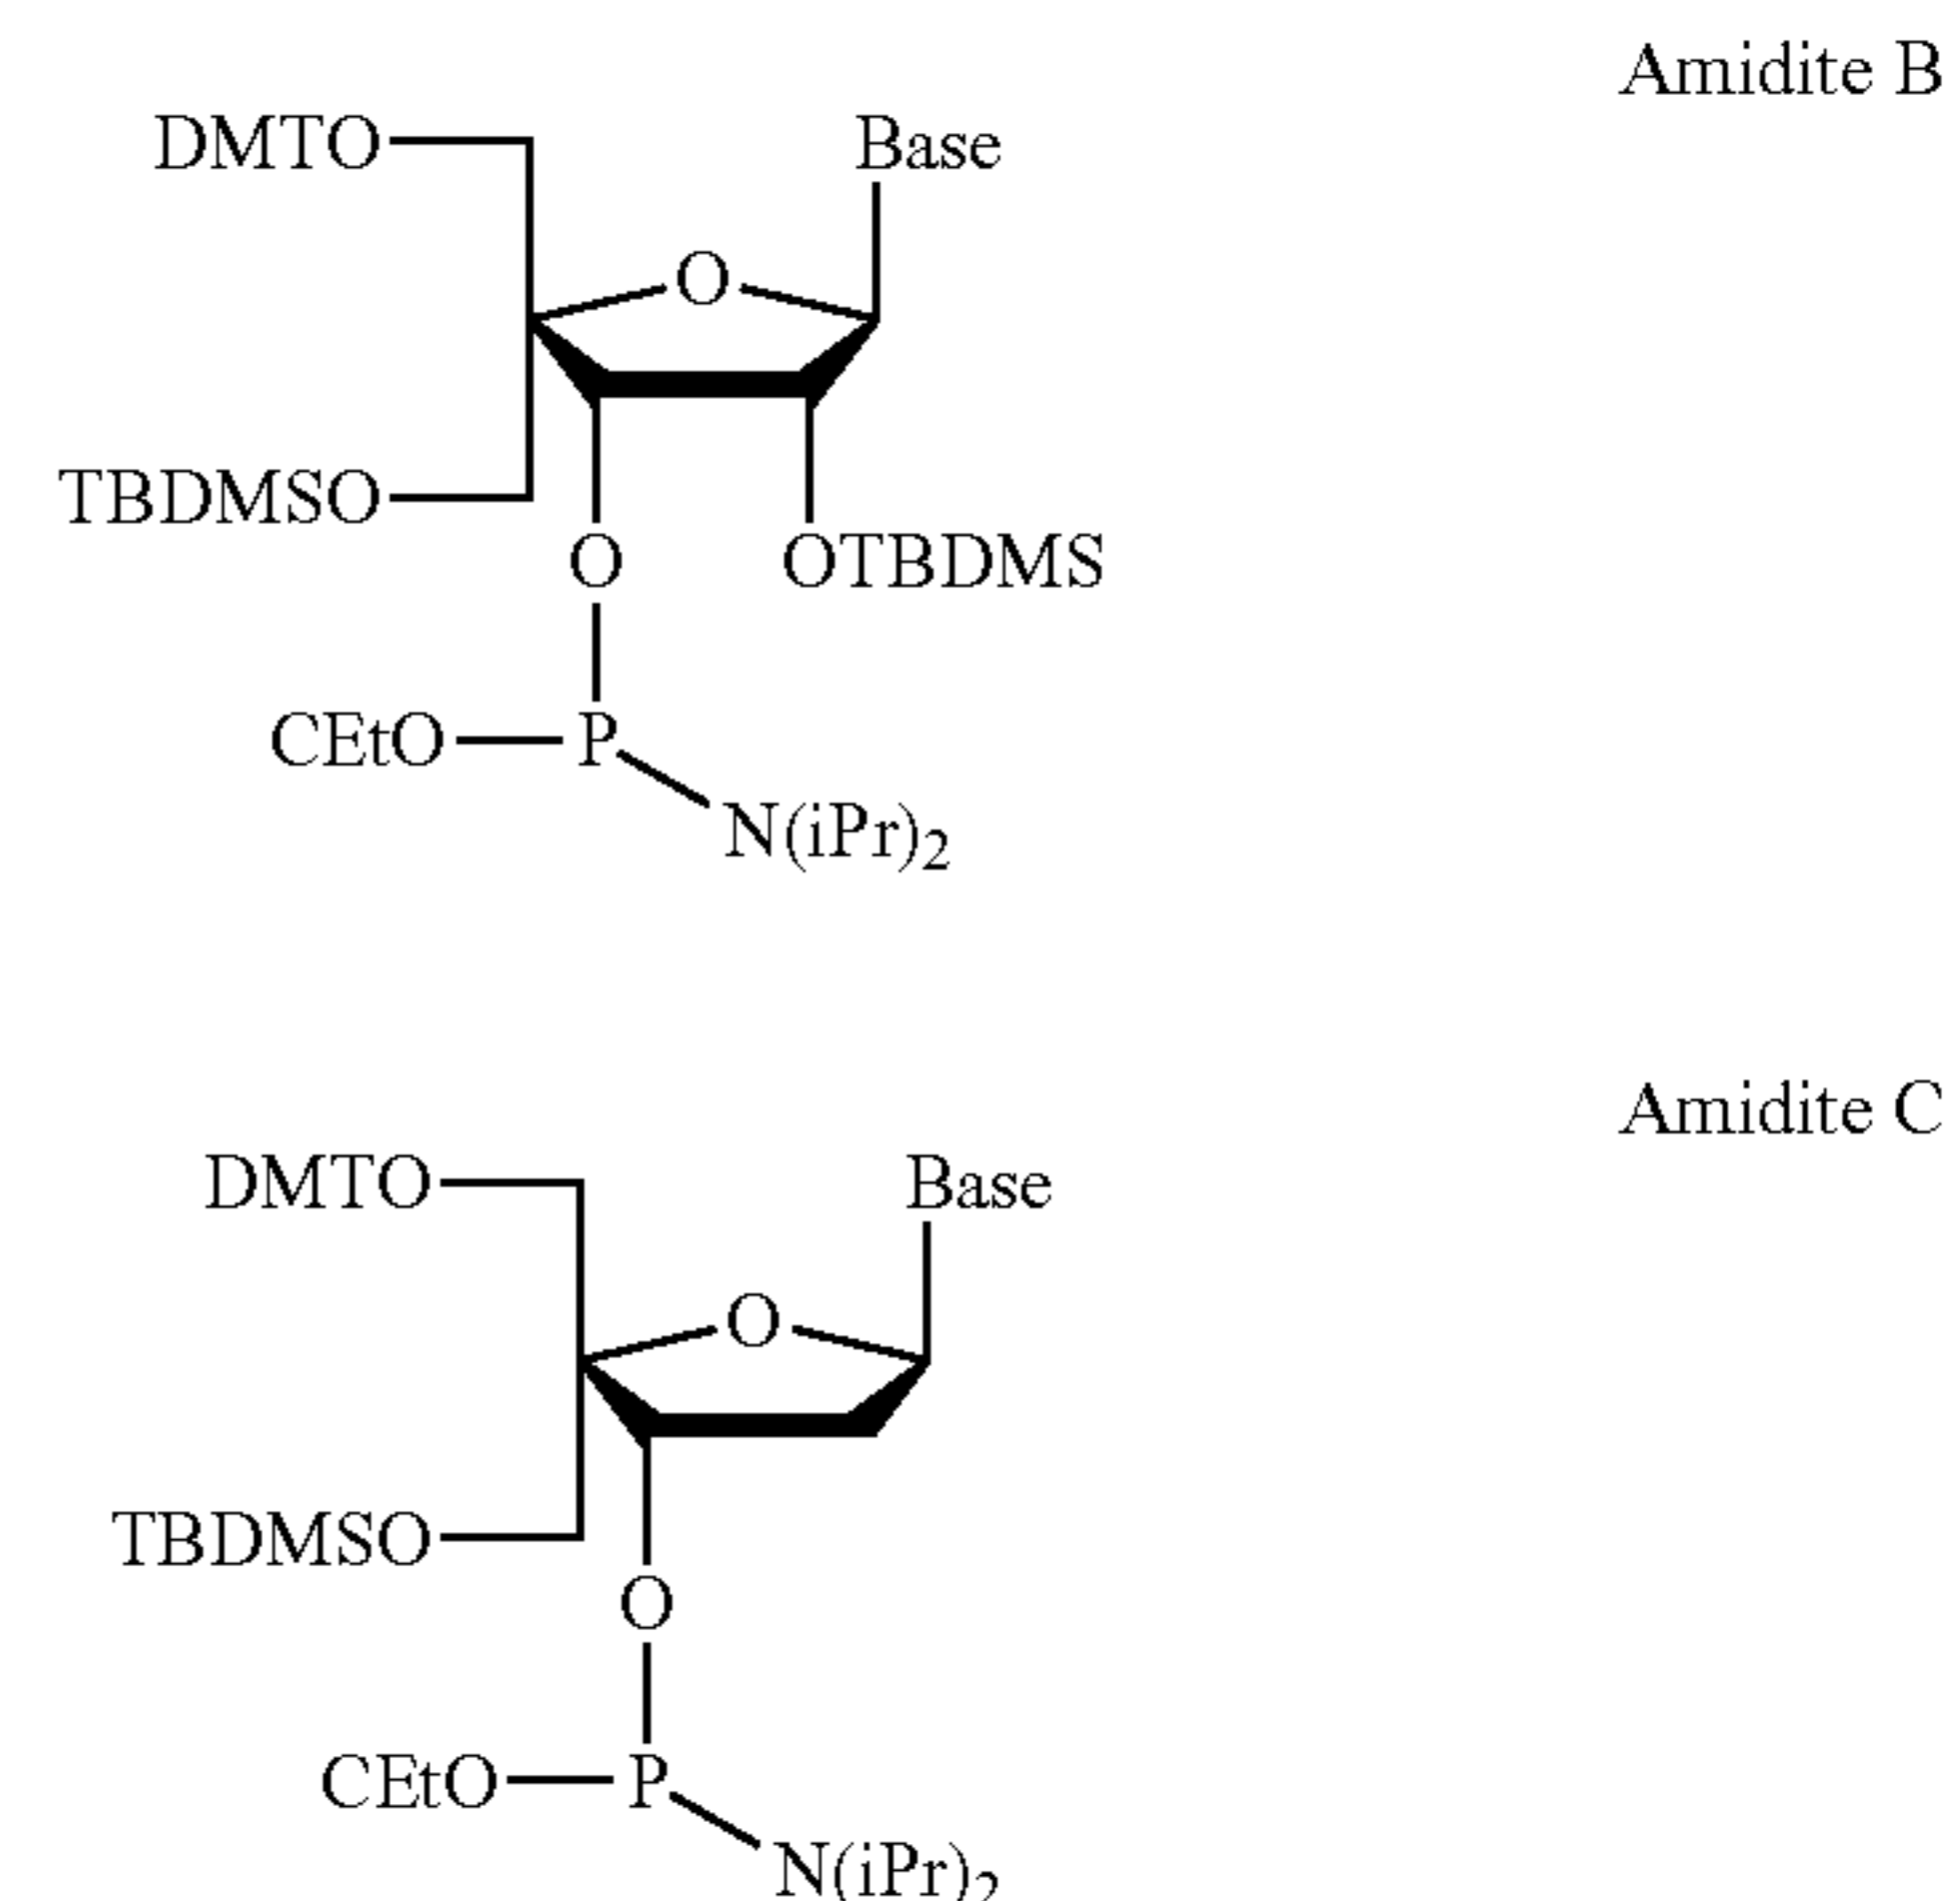 Amidite B
DMTO Base
O
TBDMSO
O OTBDMS
CEtO P
N(iPr)2
Amidite C
DMTO Base
O
TBDMSO
O
CEtO P
N(iPr)2